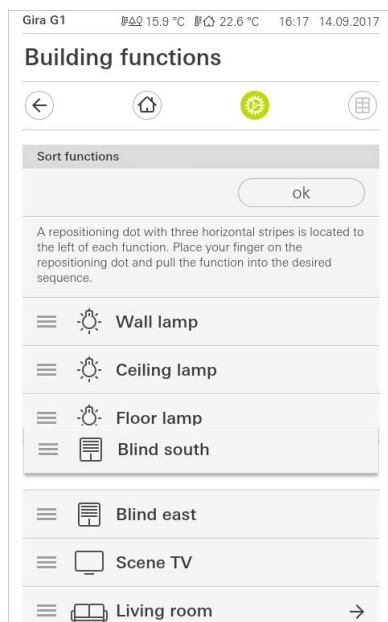 Gira G1 15.9 °C 22.6 °C 16:17 14.09.2017
Building functions
Sort functions
ok
A repositioning dot with three horizontal stripes is located to
the left of each function. Place your finger on the
repositioning dot and pull the function into the desired
sequence.
Wall lamp
Ceiling lamp
Floor lamp
Blind south
Blind east
Scene TV
Living room